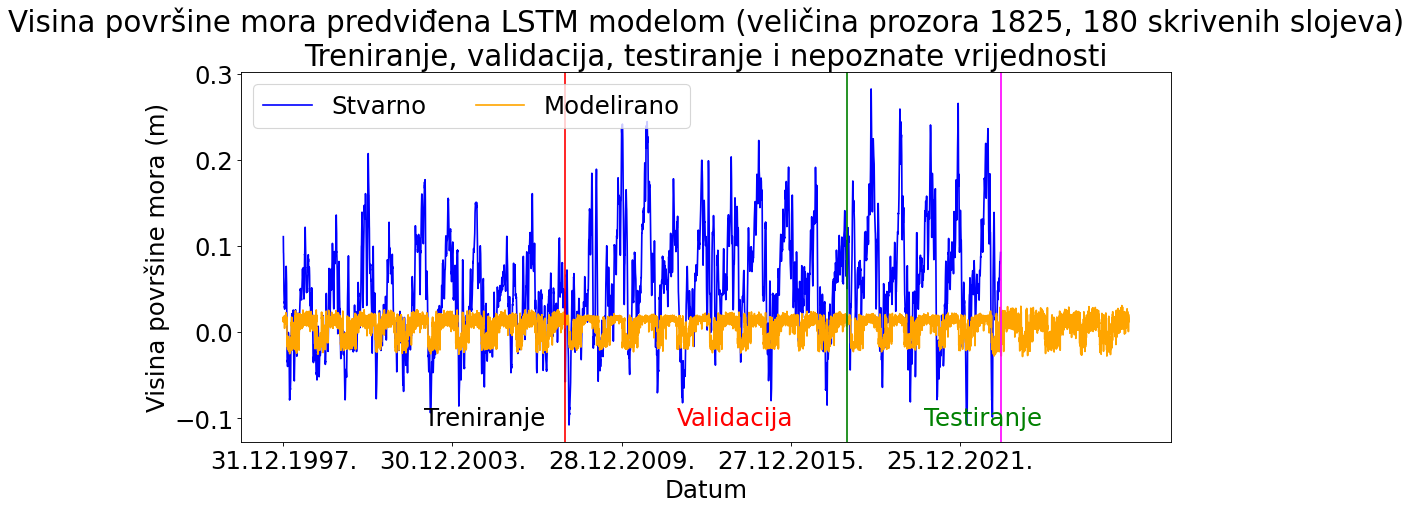 Visina površine mora predviđena LSTM modelom (veličina prozora 1825, 180 skrivenih slojeva)
Treniranje, validacija, testiranje i nepoznate vrijednosti
Stvarno Modelirano
Visina površine mora (m)
0.3
0.2
0.1
0.0
−0.1
Treniranje Validacija Testiranje
31.12.1997. 30.12.2003. 28.12.2009. 27.12.2015. 25.12.2021.
Datum